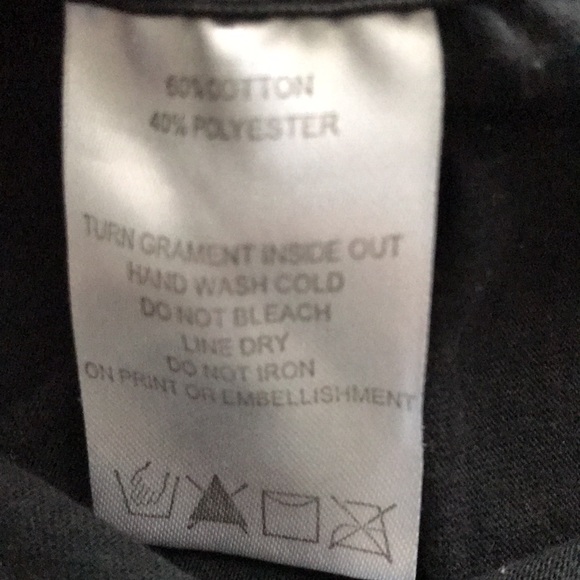 60% COTTON
40% POLYESTER
TURN GRAMENT INSIDE OUT
HAND WASH COLD
DO NOT BLEACH
LINE DRY
DO NOT IRON
ON PRINT OR EMBELLISHMENT